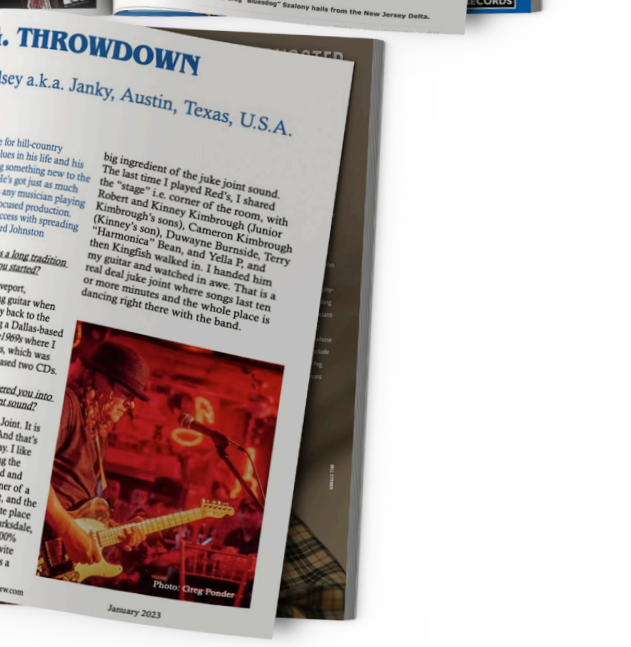 "Bluesdog" Szalony hails from the New Jersey Delta.
RECORDS
THROWDOWN
sey a.k.a. Janky, Austin, Texas, U.S.A.
e for hill-country
lues in his life and his
g something new to the
e's got just as much
any musician playing
ocused production.
ccess with spreading
rd Johnston
s a long tradition
ou started?
veport,
g guitar when
y back to the
g a Dallas-based
e 1969s where I
s, which was
ased two CDs.
ered you into
nt sound?
Joint. It is
And that's
ay. I like
ng the
d and
ner of a
t, and the
te place
rksdale,
00%
vite
s a
big ingredient of the juke joint sound.
The last time I played Red's, I shared
the "stage" i.e. corner of the room, with
Robert and Kinney Kimbrough (Junior
Kimbrough's sons), Cameron Kimbrough
(Kinney's son), Duwayne Burnside, Terry
"Harmonica" Bean, and Yella P, and
then Kingfish walked in. I handed him
my guitar and watched in awe. That is a
real deal juke joint where songs last ten
or more minutes and the whole place is
dancing right there with the band.
Photo: Greg Ponder
ew.com
January 2023